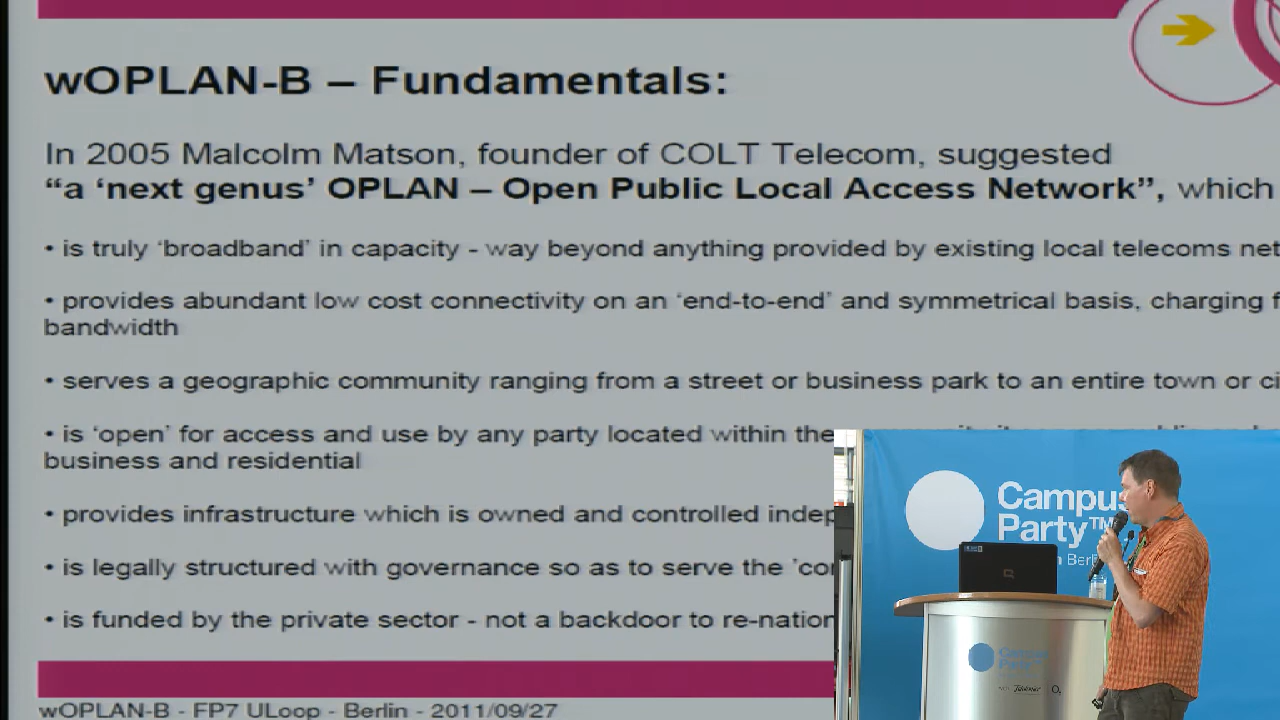 wOPLAN-B – Fundamentals:
In 2005 Malcolm Matson, founder of COLT Telecom, suggested
“a ‘next genus’ OPLAN – Open Public Local Access Network”, which
• is truly ‘broadband’ in capacity - way beyond anything provided by existing local telecoms net
• provides abundant low cost connectivity on an ‘end-to-end’ and symmetrical basis, charging f
bandwidth
• serves a geographic community ranging from a street or business park to an entire town or ci
• is ‘open’ for access and use by any party located within the
business and residential
• provides infrastructure which is owned and controlled indep
• is legally structured with governance so as to serve the 'cor
• is funded by the private sector - not a backdoor to re-nation
wOPLAN-B - FP7 ULoop - Berlin - 2011/09/27
Campus
Party™
Berl
Campus
Party™
O₂